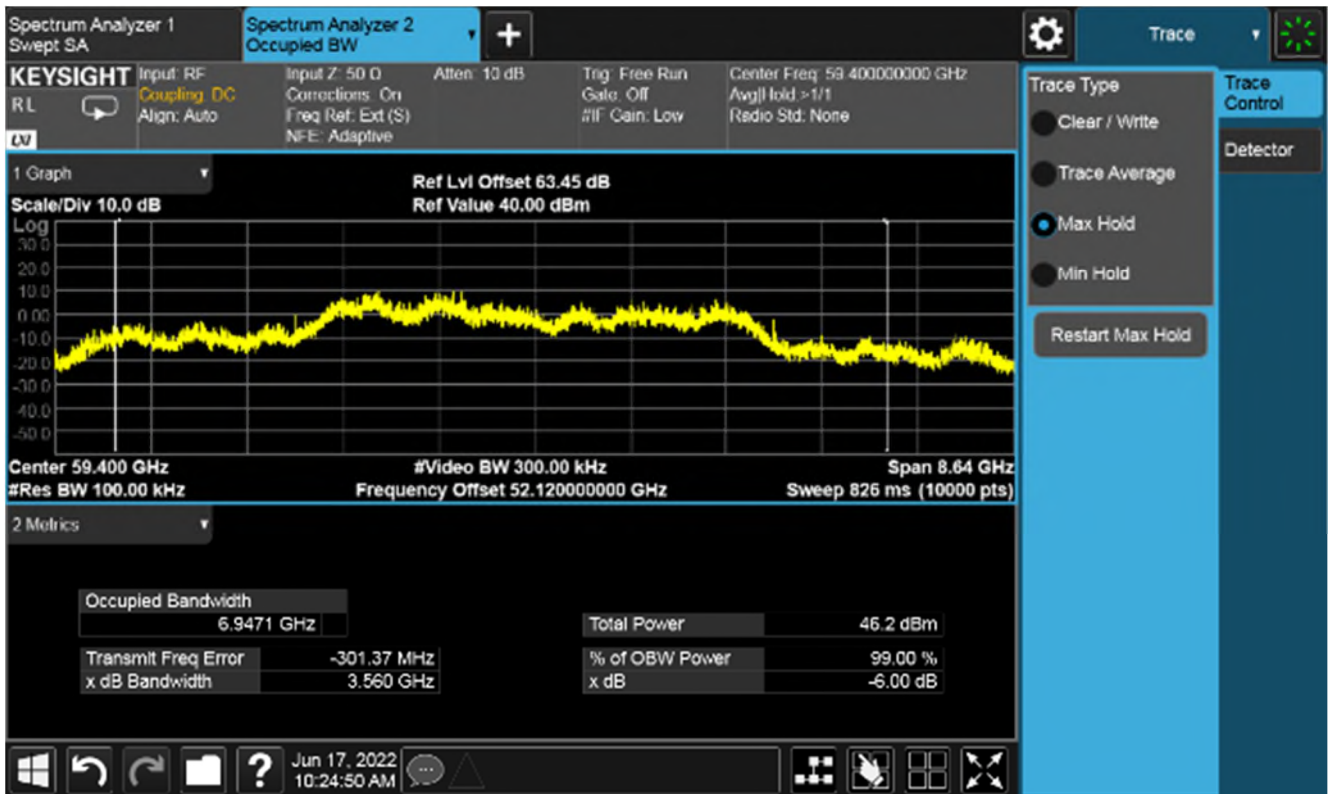 Spectrum Analyzer 1
Swept SA
Spectrum Analyzer 2
Occupied BW
+
Trace
KEYSIGHT
RL
LXI
Input: RF
Coupling: DC
Align: Auto
Input Z: 50 Ω
Corrections: On
Freq Ref: Ext (S)
NFE: Adaptive
Atten: 10 dB
Trig: Free Run
Gate: Off
#IF Gain: Low
Center Freq: 59.400000000 GHz
Avg|Hold:>1/1
Radio Std: None
Trace Type
Clear / Write
Trace Average
Max Hold
Min Hold
Restart Max Hold
Trace
Control
Detector
1 Graph
Scale/Div 10.0 dB
Ref Lvl Offset 63.45 dB
Ref Value 40.00 dBm
Log
30.0
20.0
10.0
0.00
-10.0
-20.0
-30.0
-40.0
-50.0
Center 59.400 GHz
#Video BW 300.00 kHz
Span 8.64 GHz
#Res BW 100.00 kHz
Frequency Offset 52.120000000 GHz
Sweep 826 ms (10000 pts)
2 Metrics
Occupied Bandwidth
6.9471 GHz
Total Power 46.2 dBm
Transmit Freq Error -301.37 MHz
% of OBW Power 99.00 %
x dB Bandwidth 3.560 GHz
x dB -6.00 dB
?
Jun 17, 2022
10:24:50 AM